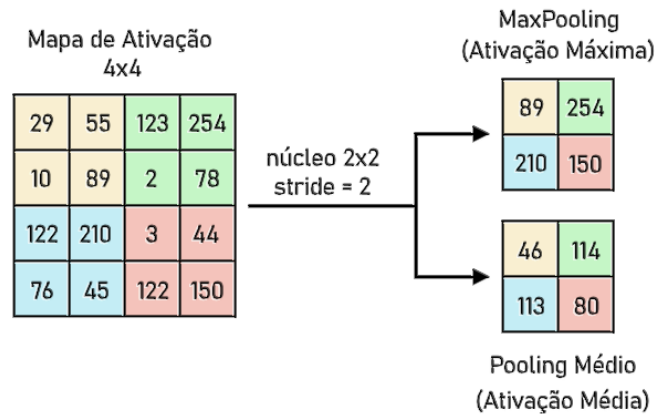 Mapa de Ativação
4x4
29 55 123 254
10 89 2 78
122 210 3 44
76 45 122 150
núcleo 2x2
stride = 2
MaxPooling
(Ativação Máxima)
89 254
210 150
46 114
113 80
Pooling Médio
(Ativação Média)